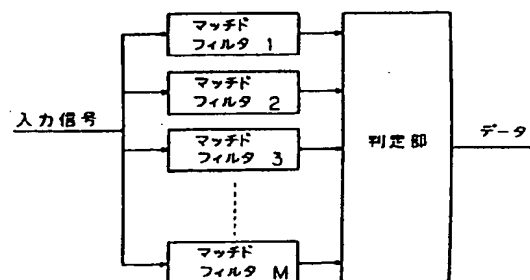 マッチド
フィルタ 1
マッチド
フィルタ 2
入力信号
マッチド
フィルタ 3
判定部
データ
マッチド
フィルタ M